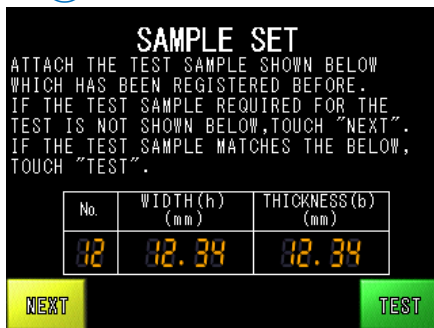 SAMPLE SET
ATTACH THE TEST SAMPLE SHOWN BELOW
WHICH HAS BEEN REGISTERED BEFORE.
IF THE TEST SAMPLE REQUIRED FOR THE
TEST IS NOT SHOWN BELOW,TOUCH ”NEXT”.
IF THE TEST SAMPLE MATCHES THE BELOW,
TOUCH ”TEST”.
No. WIDTH(h) THICKNESS(b)
(mm) (mm)
12 12.34 12.34
NEXT TEST